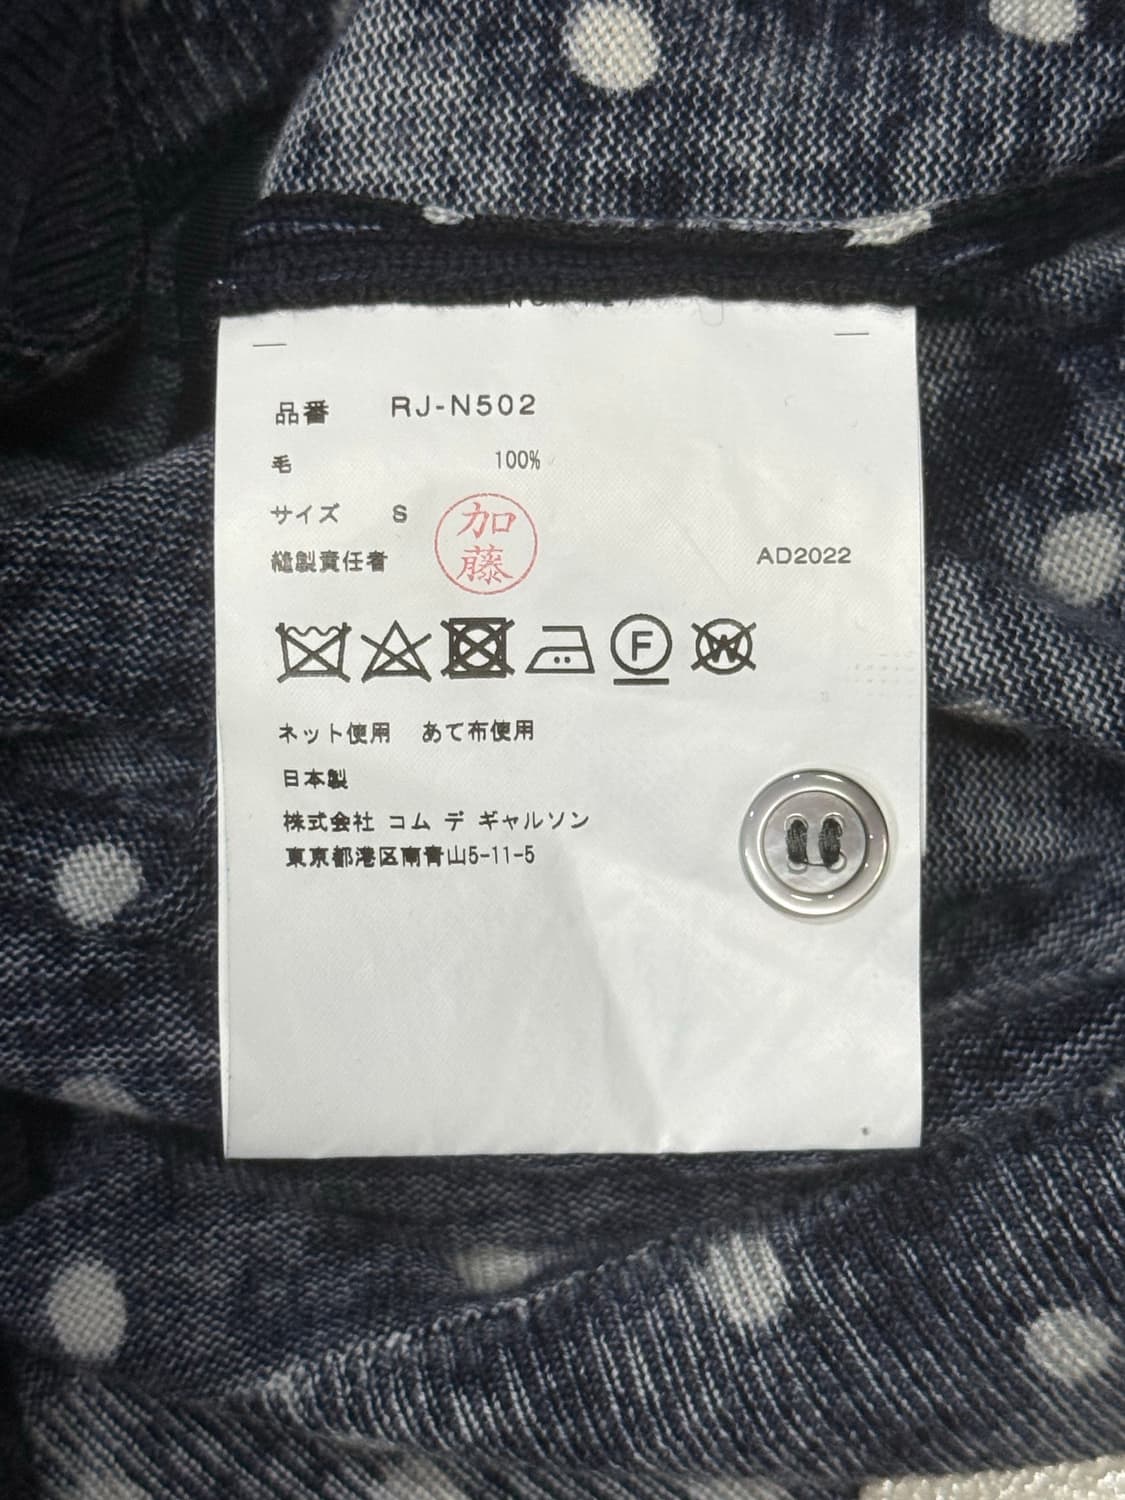 品番 RJ-N502
毛 100%
サイズ S
加藤
縫製責任者
AD2022
F
W
ネット使用 あて布使用
日本製
株式会社 コム デ ギャルソン
東京都港区南青山5-11-5